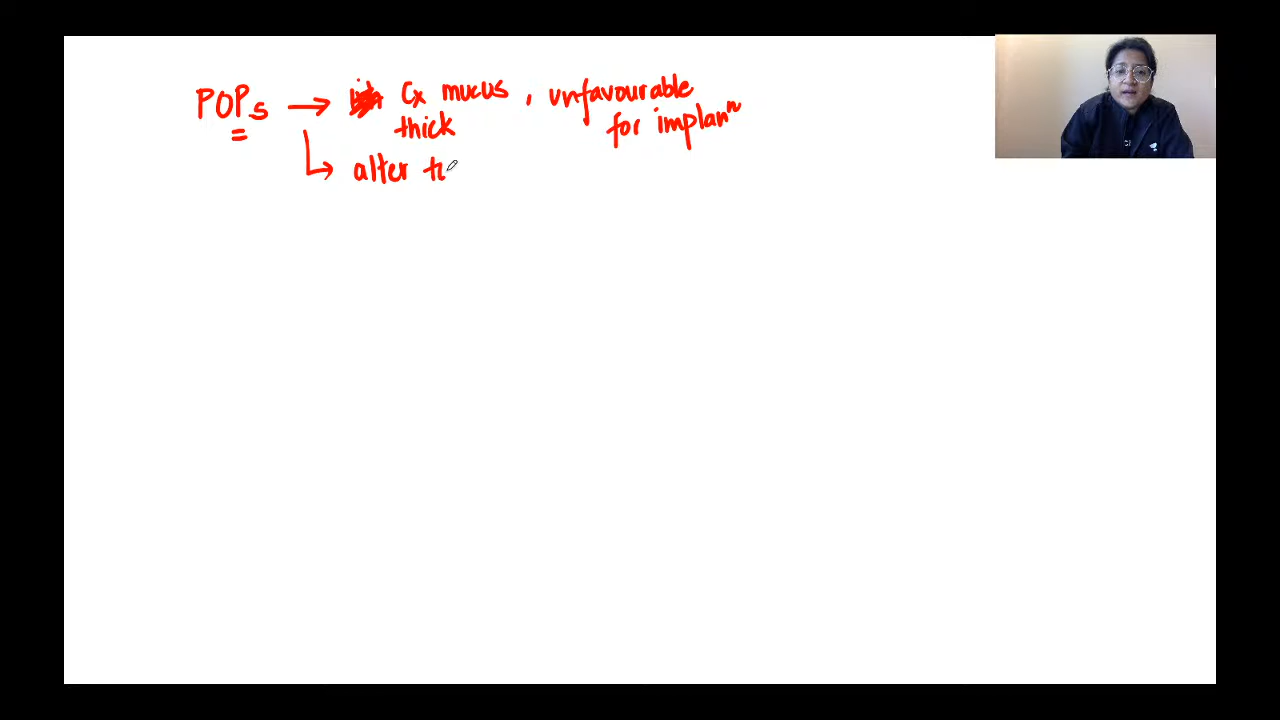 POPs → Cx mucus, unfavourable
thick for implanⁿ
↳ alter